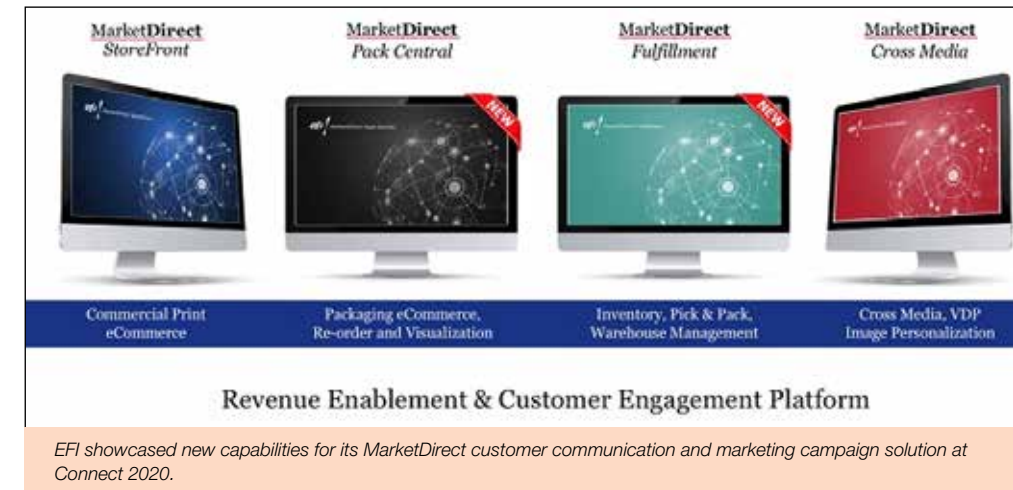 MarketDirect
StoreFront
MarketDirect
Pack Central
MarketDirect
Fulfillment
MarketDirect
Cross Media
NEW
NEW
Commercial Print
eCommerce
Packaging eCommerce,
Re-order and Visualization
Inventory, Pick & Pack,
Warehouse Management
Cross Media, VDP
Image Personalization
Revenue Enablement & Customer Engagement Platform
EFI showcased new capabilities for its MarketDirect customer communication and marketing campaign solution at
Connect 2020.